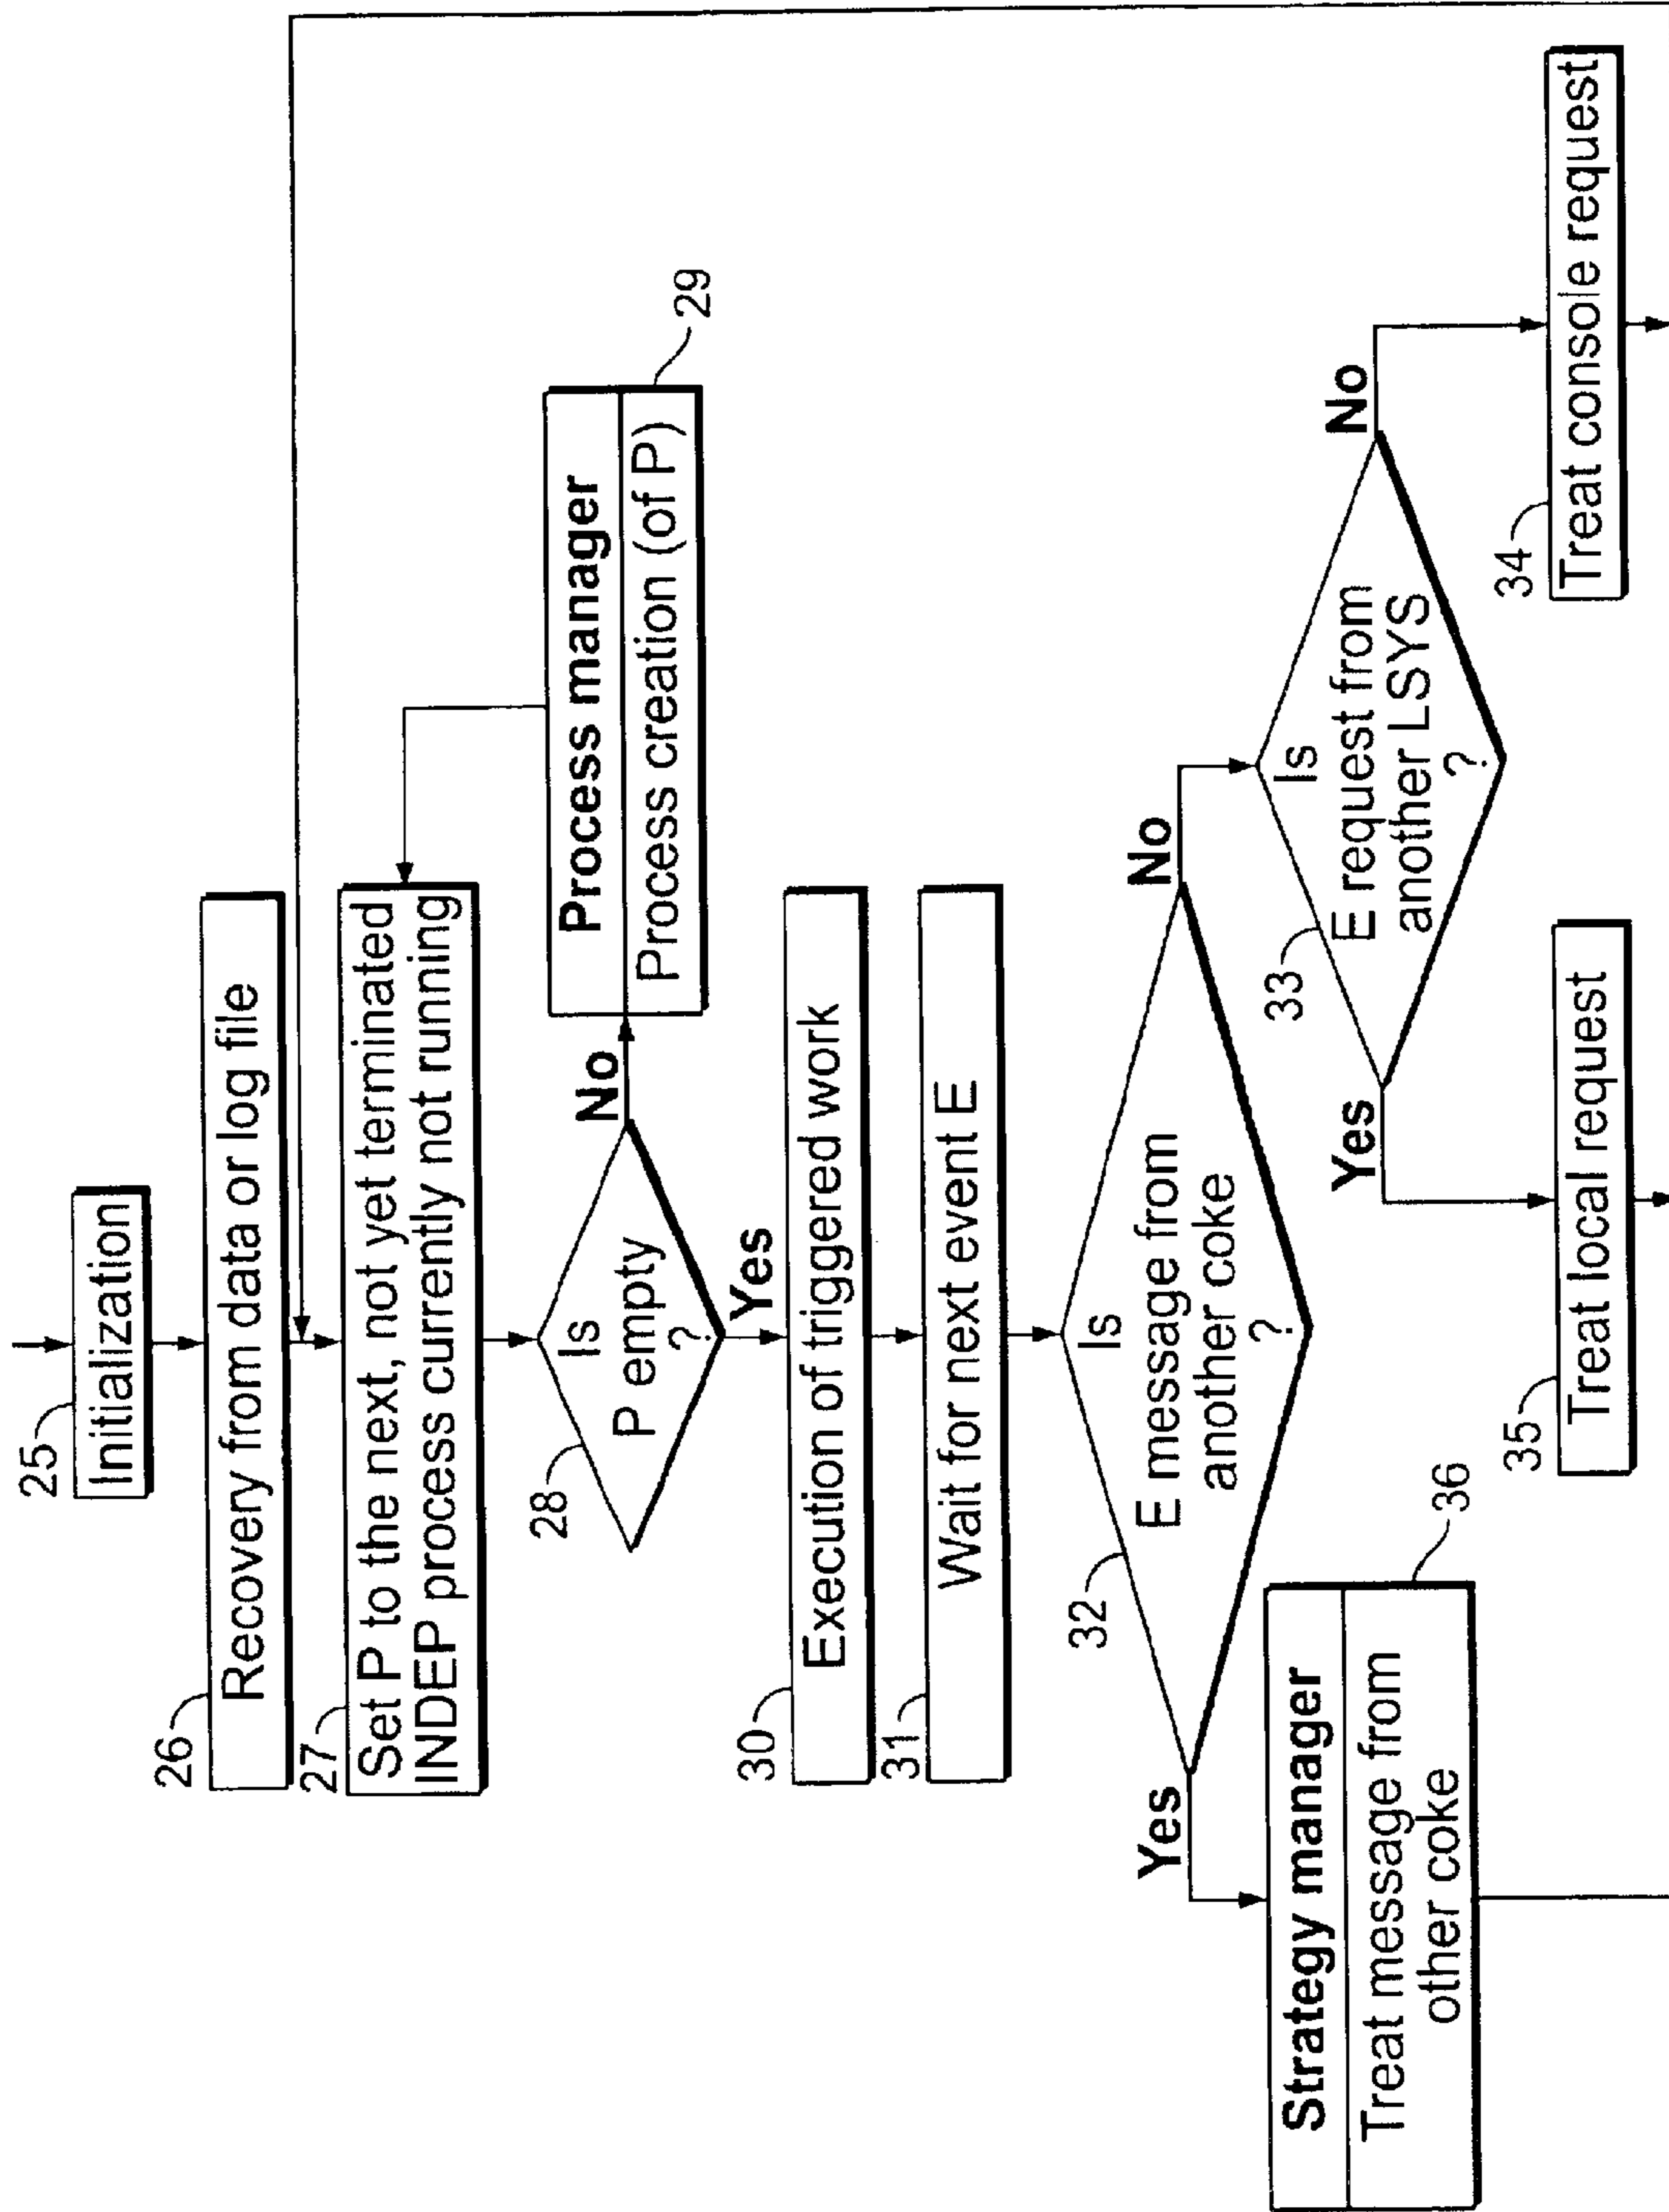 25
Initialization
26
Recovery from data or log file
27
Set P to the next, not yet terminated
INDEP process currently not running
28
Is
P empty
?
No
Yes
Process manager
Process creation (of P)
29
30
Execution of triggered work
31
Wait for next event E
32
Is
E message from
another coke
?
Yes
No
Strategy manager
Treat message from
other coke
36
33
Is
E request from
another LSYS
?
Yes
No
35
Treat local request
34
Treat console request